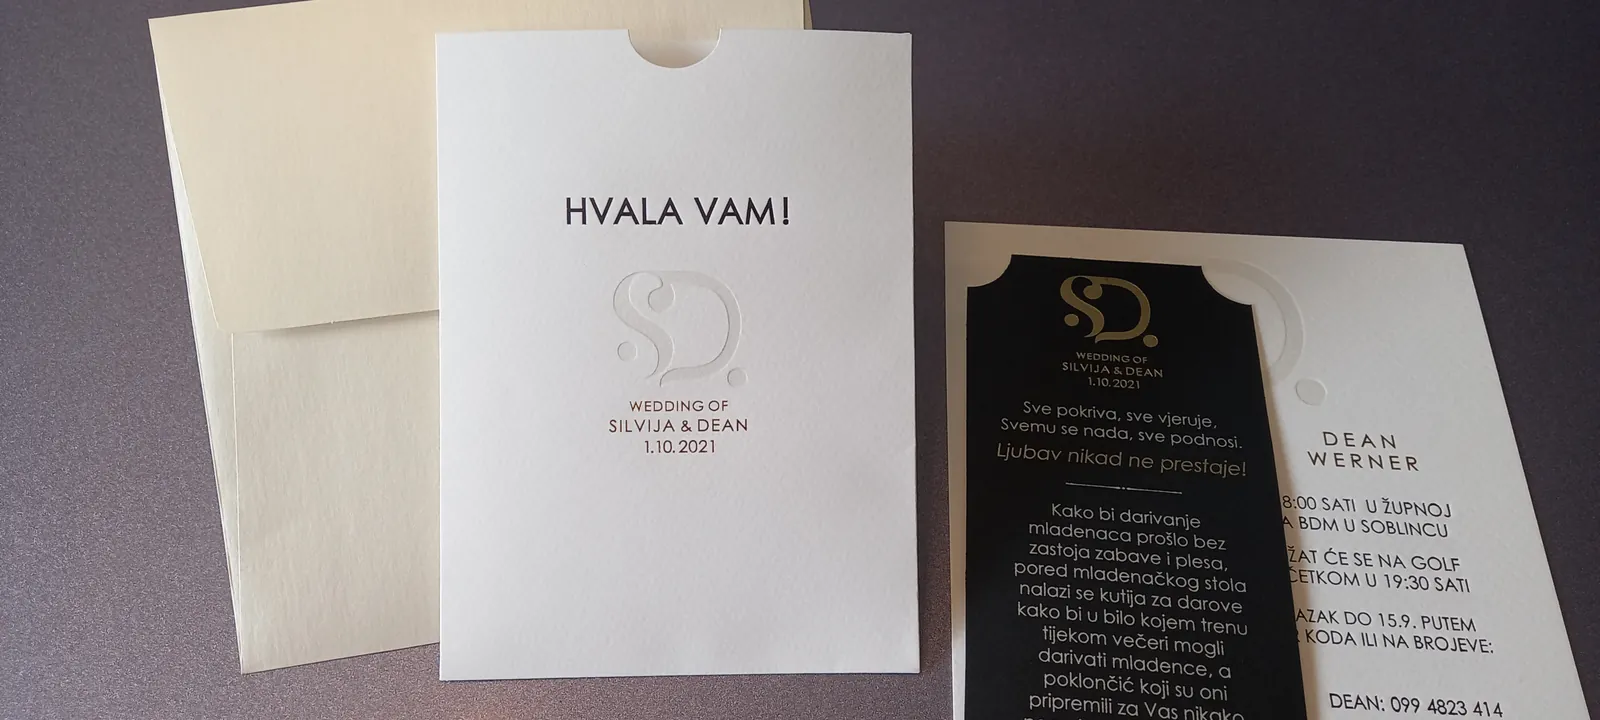 HVALA VAM!
SD
WEDDING OF
SILVIJA & DEAN
1.10.2021
SD
WEDDING OF
SILVIJA & DEAN
1.10.2021
Sve pokriva, sve vjeruje,
Svemu se nada, sve podnosi.
Ljubav nikad ne prestaje!
Kako bi darivanje
mladenaca prošlo bez
zastoja zabave i plesa,
pored mladenačkog stola
nalazi se kutija za darove
kako bi u bilo kojem trenu
tijekom večeri mogli
darivati mladence, a
poklončić koji su oni
pripremili za Vas nikako
DEAN
WERNER
8:00 SATI U ŽUPNOJ
A BDM U SOBLINCU
ŽAT ĆE SE NA GOLF
ČETKOM U 19:30 SATI
AZAK DO 15.9. PUTEM
R KODA ILI NA BROJEVE:
DEAN: 099 4823 414